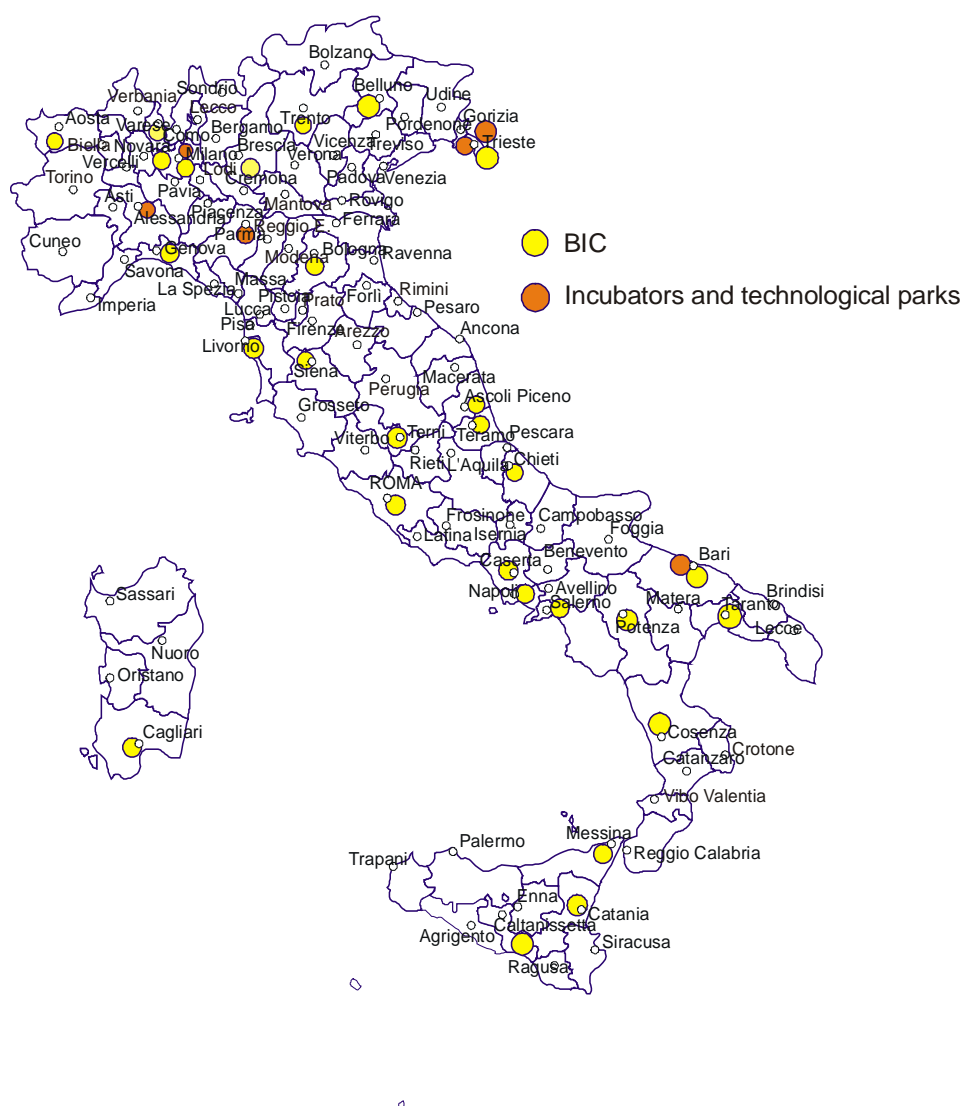 Bolzano
Sondrio
Belluno
Verbania
Lecco
Udine
Aosta
Varese
Como
Bergamo
Trento
Pordenone
Gorizia
Biella
Novara
Milano
Brescia
Vicenza
Treviso
Trieste
Vercelli
Lodi
Verona
Torino
Cremona
Padova
Venezia
Asti
Pavia
Mantova
Rovigo
Alessandria
Piacenza
Ferrara
Cuneo
Parma
Reggio E.
Genova
Modena
Bologna
Ravenna
BIC
Savona
La Spezia
Massa
Imperia
Pistoia
Prato
Forli
Rimini
Incubators and technological parks
Lucca
Pesaro
Pisa
Firenze
Arezzo
Ancona
Livorno
Siena
Macerata
Perugia
Ascoli Piceno
Grosseto
Viterbo
Terni
Teramo
Pescara
Rieti
L'Aquila
Chieti
ROMA
Frosinone
Campobasso
Latina
Isernia
Foggia
Caserta
Benevento
Bari
Napoli
Avellino
Brindisi
Sassari
Salerno
Matera
Taranto
Potenza
Lecce
Nuoro
Oristano
Cagliari
Cosenza
Crotone
Catanzaro
Vibo Valentia
Messina
Palermo
Reggio Calabria
Trapani
Enna
Catania
Caltanissetta
Agrigento
Siracusa
Ragusa